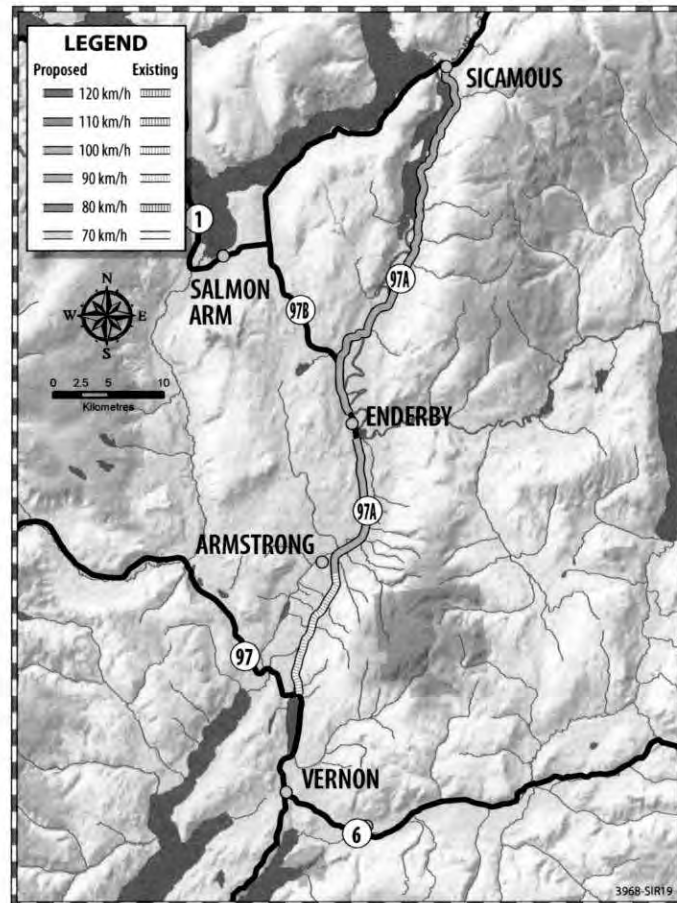 LEGEND
Proposed Existing
120 km/h
110 km/h
100 km/h
90 km/h
80 km/h
70 km/h
SICAMOUS
1
SALMON
ARM
N
W E
S
97A
97B
0 2.5 5 10
Kilometres
ENDERBY
97A
ARMSTRONG
97
VERNON
6
3968-SIR19